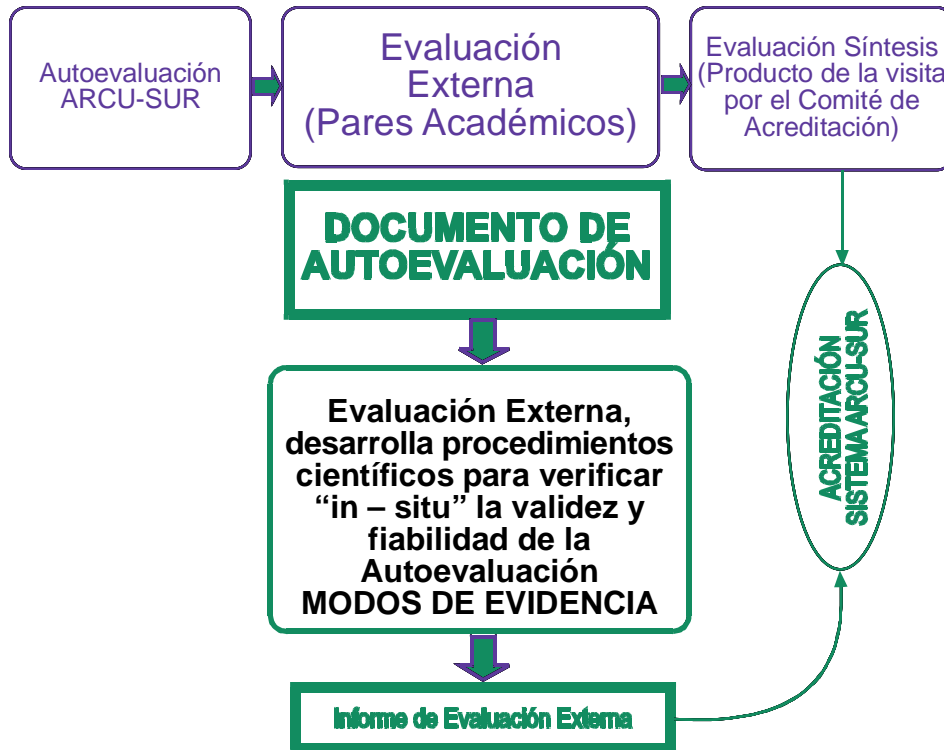 Autoevaluación
ARCU-SUR
Evaluación
Externa
(Pares Académicos)
Evaluación Síntesis
(Producto de la visita
por el Comité de
Acreditación)
DOCUMENTO DE
AUTOEVALUACIÓN
Evaluación Externa,
desarrolla procedimientos
científicos para verificar
“in – situ” la validez y
fiabilidad de la
Autoevaluación
MODOS DE EVIDENCIA
Informe de Evaluación Externa
ACREDITACIÓN
SISTEMA ARCU-SUR